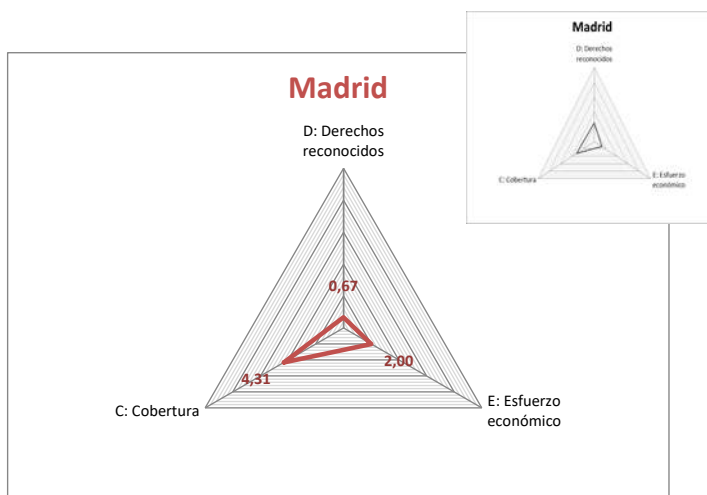 Madrid
D: Derechos
reconocidos
0,67
2,00
4,31
C: Cobertura
E: Esfuerzo
económico
Madrid
D: Derechos
reconocidos
C: Cobertura
E: Esfuerzo
económico